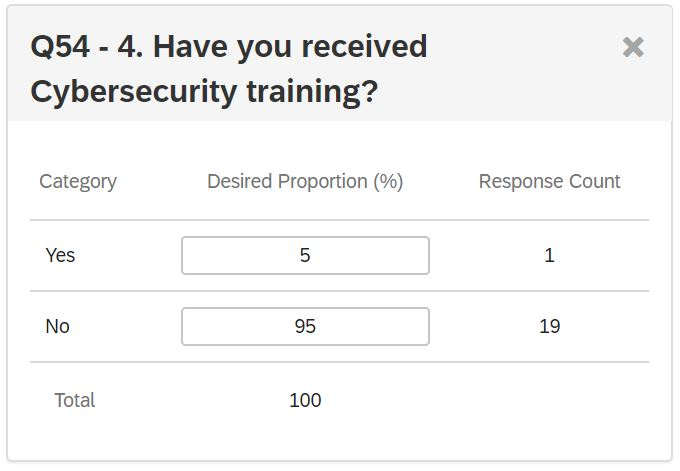 Q54 - 4. Have you received
Cybersecurity training?
Category Desired Proportion (%) Response Count
Yes 5 1
No 95 19
Total 100